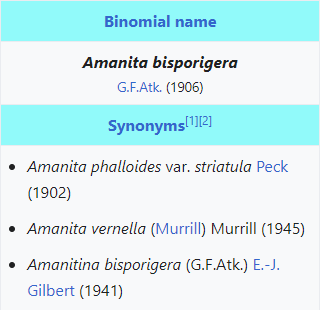 Binomial name
Amanita bisporigera
G.F.Atk. (1906)
Synonyms[1][2]
• Amanita phalloides var. striatula Peck
(1902)
• Amanita vernella (Murrill) Murrill (1945)
• Amanitina bisporigera (G.F.Atk.) E.-J.
Gilbert (1941)